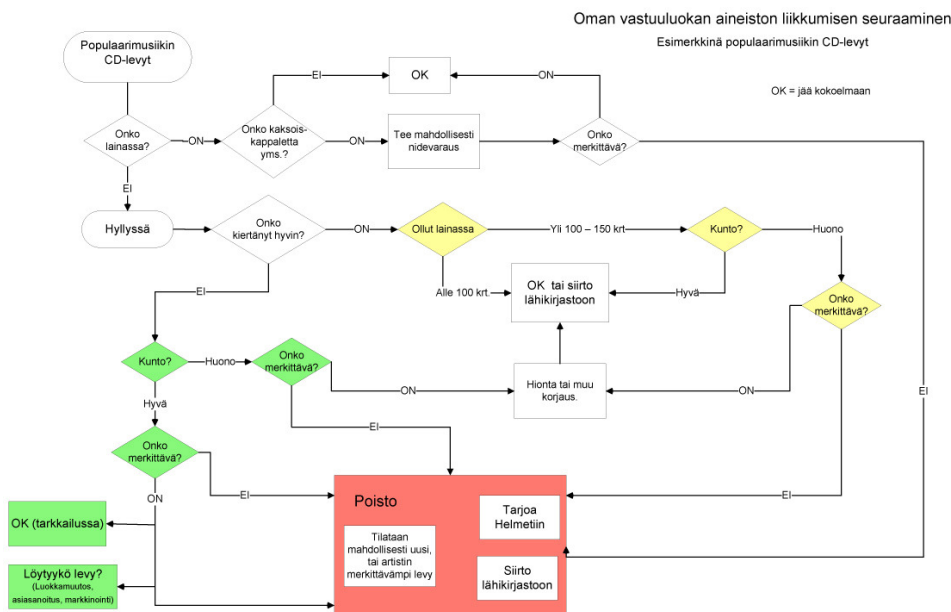 Oman vastuuluokan aineiston liikkumisen seuraaminen
Esimerkkinä populaarimusiikin CD-levyt
OK = jää kokoelmaan
Populaarimusiikin
CD-levyt
EI
OK
ON
Onko
lainassa?
ON
Onko kaksois-
kappaletta
yms.?
ON
Tee mahdollisesti
nidevaraus
Onko
merkittävä?
EI
Hyllyssä
Onko
kiertänyt hyvin?
ON
Ollut lainassa
Yli 100 – 150 krt
Kunto?
Huono
EI
Alle 100 krt.
OK tai siirto
lähikirjastoon
Hyvä
Onko
merkittävä?
Kunto?
Huono
Onko
merkittävä?
ON
Hionta tai muu
korjaus.
ON
EI
Hyvä
EI
Onko
merkittävä?
EI
EI
ON
Poisto
Tarjoa
Helmetiin
OK (tarkkailussa)
Tilataan
mahdollisesti uusi,
tai artistin
merkittävämpi levy
Siirto
lähikirjastoon
Löytyykö levy?
(Luokkamuutos,
asiasanoitus, markkinointi)